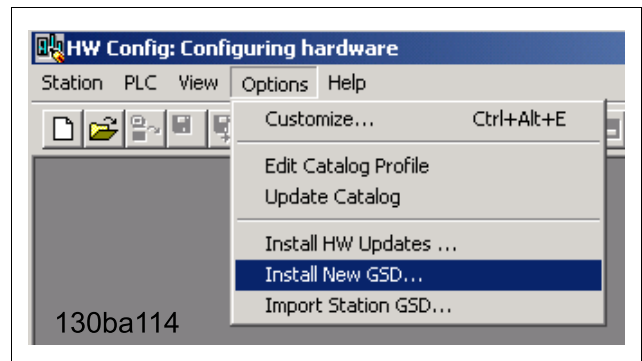 HW Config: Configuring hardware
Station PLC View Options Help
Customize... Ctrl+Alt+E
Edit Catalog Profile
Update Catalog
Install HW Updates ...
Install New GSD...
Import Station GSD...
130ba114